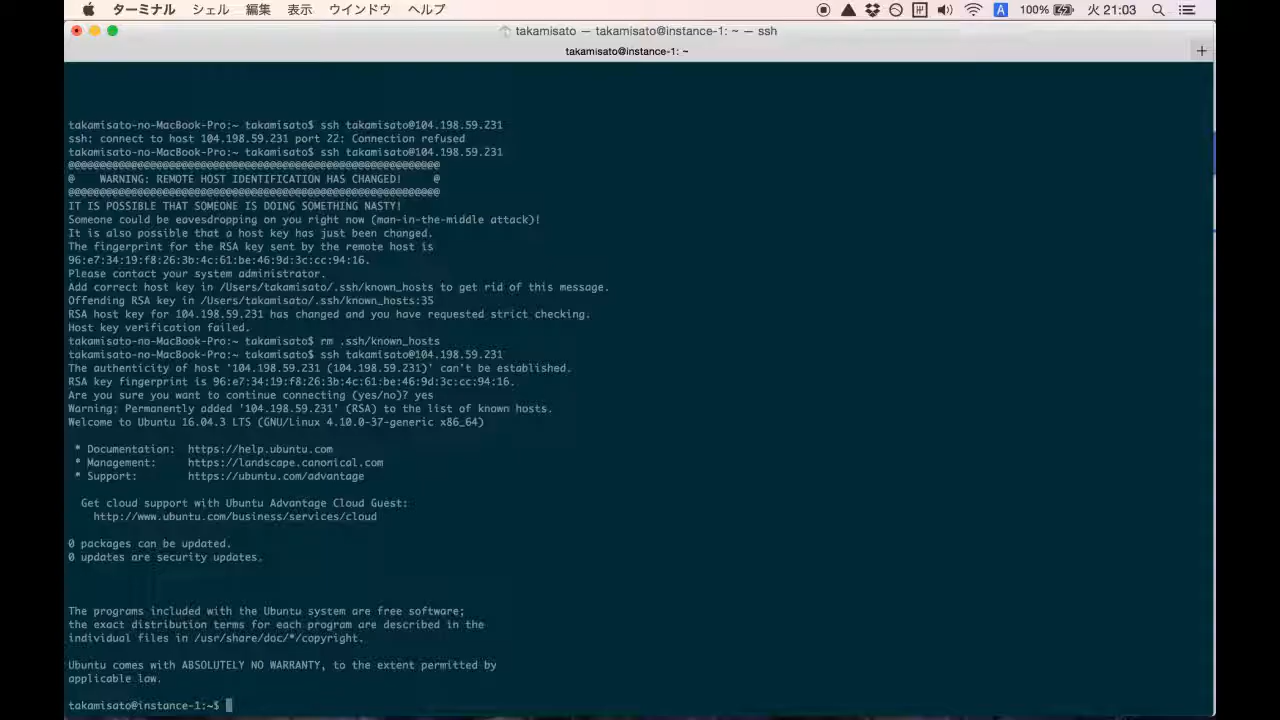 ターミナル シェル 編集 表示 ウインドウ ヘルプ A 100% 火 21:03
takamisato — takamisato@instance-1: ~ — ssh
takamisato@instance-1: ~ +
takamisato-no-MacBook-Pro:~ takamisato$ ssh takamisato@104.198.59.231
ssh: connect to host 104.198.59.231 port 22: Connection refused
takamisato-no-MacBook-Pro:~ takamisato$ ssh takamisato@104.198.59.231
@@@@@@@@@@@@@@@@@@@@@@@@@@@@@@@@@@@@@@@@@@@@@@@@@@@@@@@@@@@
@    WARNING: REMOTE HOST IDENTIFICATION HAS CHANGED!     @
@@@@@@@@@@@@@@@@@@@@@@@@@@@@@@@@@@@@@@@@@@@@@@@@@@@@@@@@@@@
IT IS POSSIBLE THAT SOMEONE IS DOING SOMETHING NASTY!
Someone could be eavesdropping on you right now (man-in-the-middle attack)!
It is also possible that a host key has just been changed.
The fingerprint for the RSA key sent by the remote host is
96:e7:34:19:f8:26:3b:4c:61:be:46:9d:3c:cc:94:16.
Please contact your system administrator.
Add correct host key in /Users/takamisato/.ssh/known_hosts to get rid of this message.
Offending RSA key in /Users/takamisato/.ssh/known_hosts:35
RSA host key for 104.198.59.231 has changed and you have requested strict checking.
Host key verification failed.
takamisato-no-MacBook-Pro:~ takamisato$ rm .ssh/known_hosts
takamisato-no-MacBook-Pro:~ takamisato$ ssh takamisato@104.198.59.231
The authenticity of host '104.198.59.231 (104.198.59.231)' can't be established.
RSA key fingerprint is 96:e7:34:19:f8:26:3b:4c:61:be:46:9d:3c:cc:94:16.
Are you sure you want to continue connecting (yes/no)? yes
Warning: Permanently added '104.198.59.231' (RSA) to the list of known hosts.
Welcome to Ubuntu 16.04.3 LTS (GNU/Linux 4.10.0-37-generic x86_64)
* Documentation:  https://help.ubuntu.com
* Management:     https://landscape.canonical.com
* Support:        https://ubuntu.com/advantage
Get cloud support with Ubuntu Advantage Cloud Guest:
http://www.ubuntu.com/business/services/cloud
0 packages can be updated.
0 updates are security updates.
The programs included with the Ubuntu system are free software;
the exact distribution terms for each program are described in the
individual files in /usr/share/doc/*/copyright.
Ubuntu comes with ABSOLUTELY NO WARRANTY, to the extent permitted by
applicable law.
takamisato@instance-1:~$